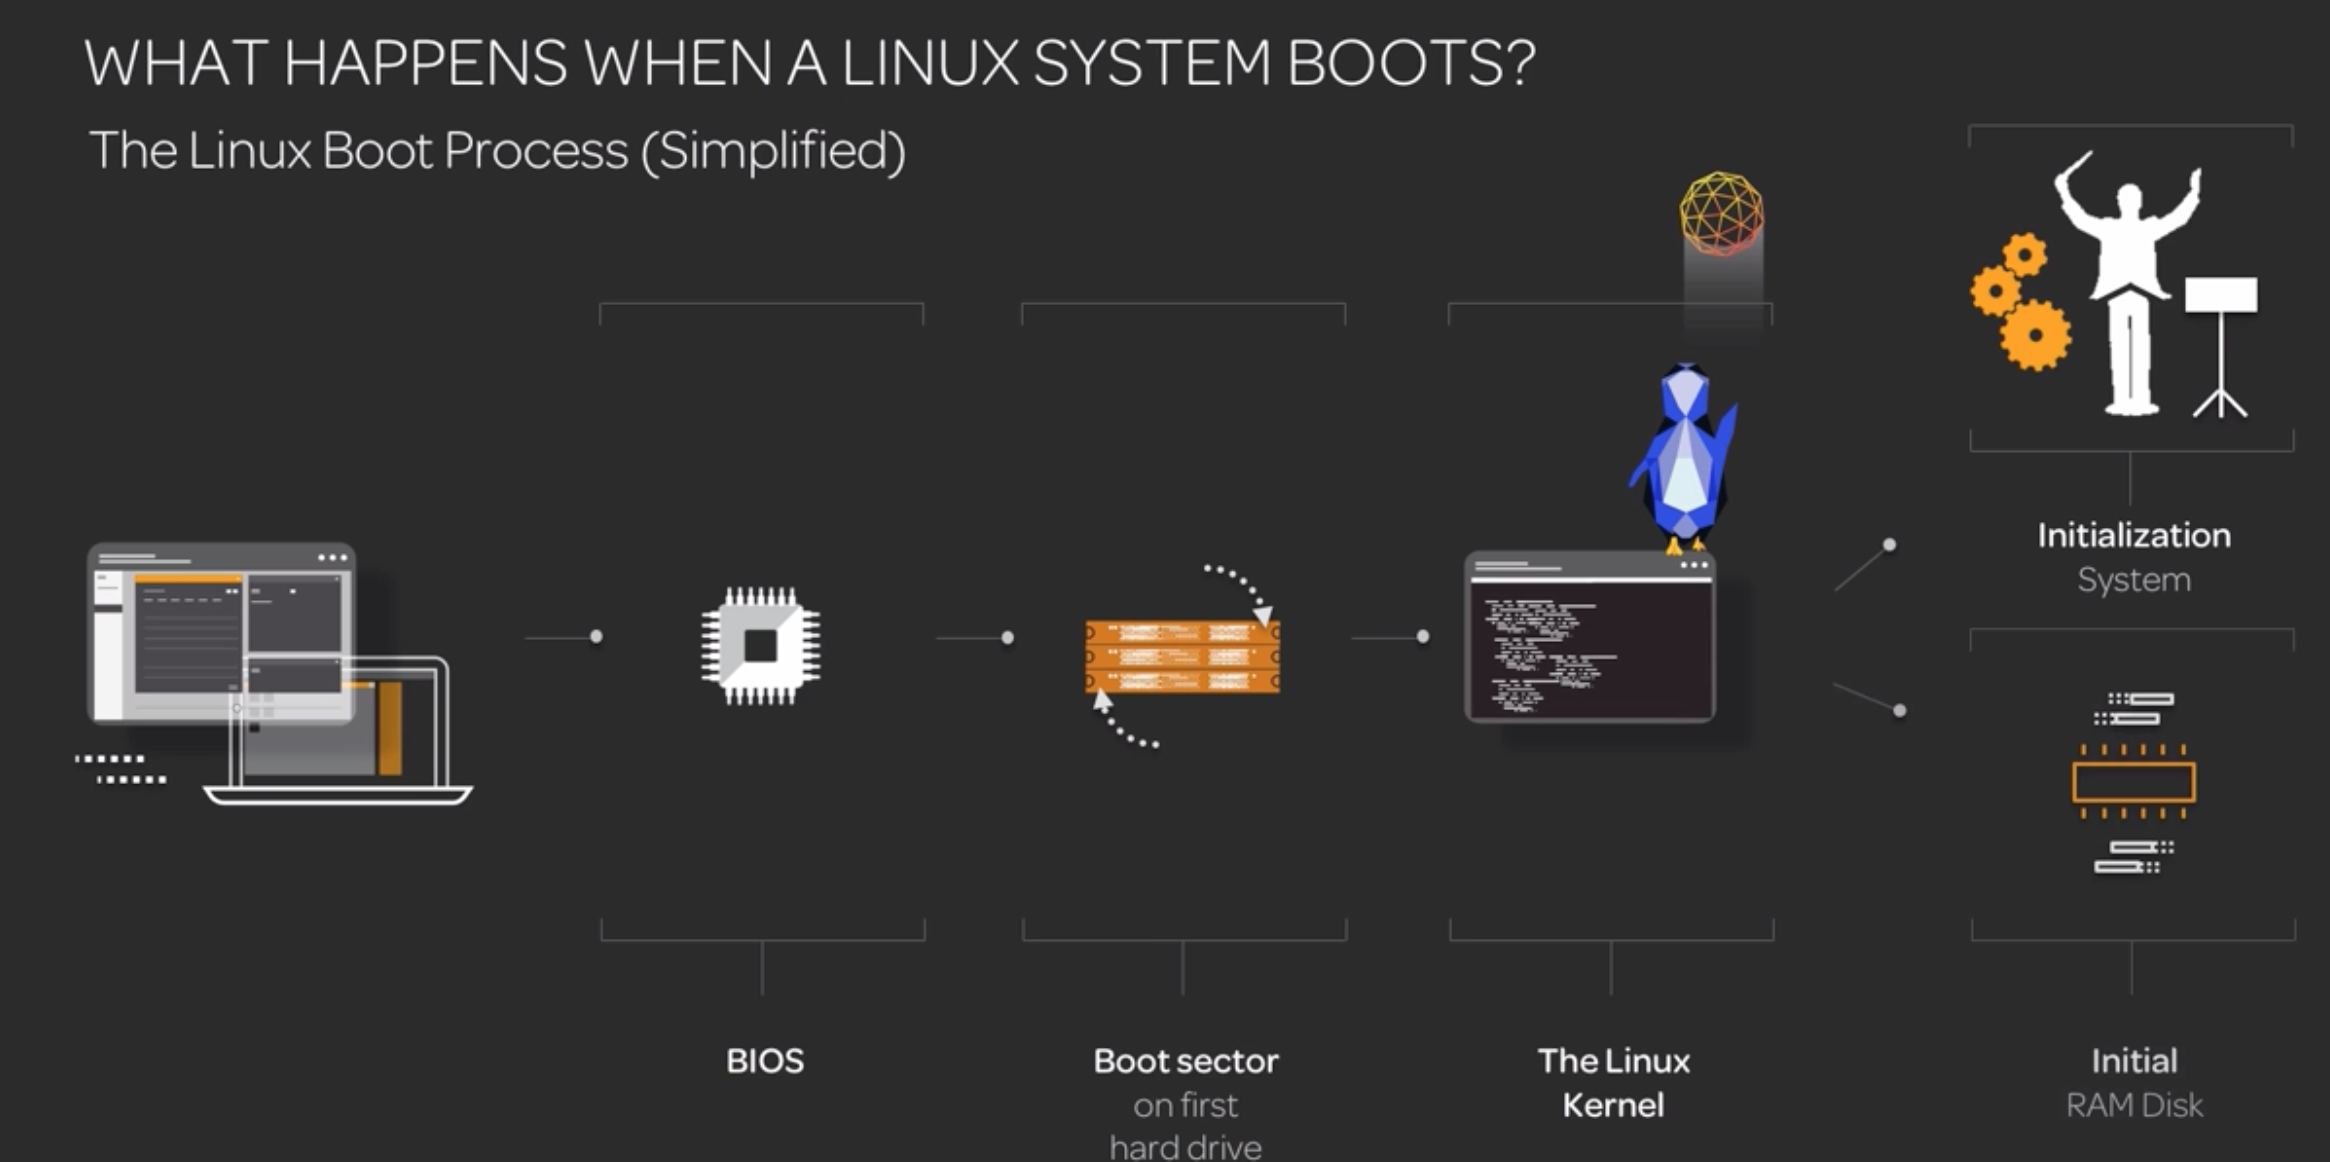 WHAT HAPPENS WHEN A LINUX SYSTEM BOOTS?
The Linux Boot Process (Simplified)
BIOS
Boot sector
on first
hard drive
The Linux
Kernel
Initialization
System
Initial
RAM Disk